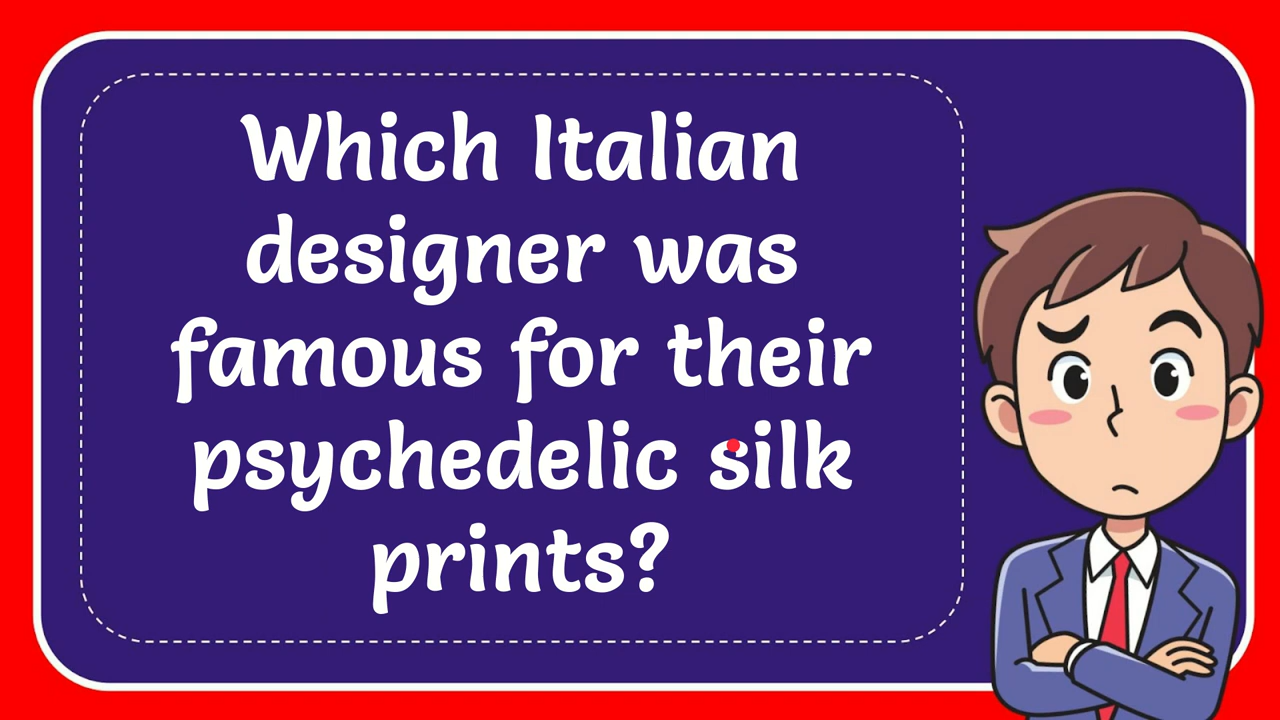 Which Italian
designer was
famous for their
psychedelic silk
prints?